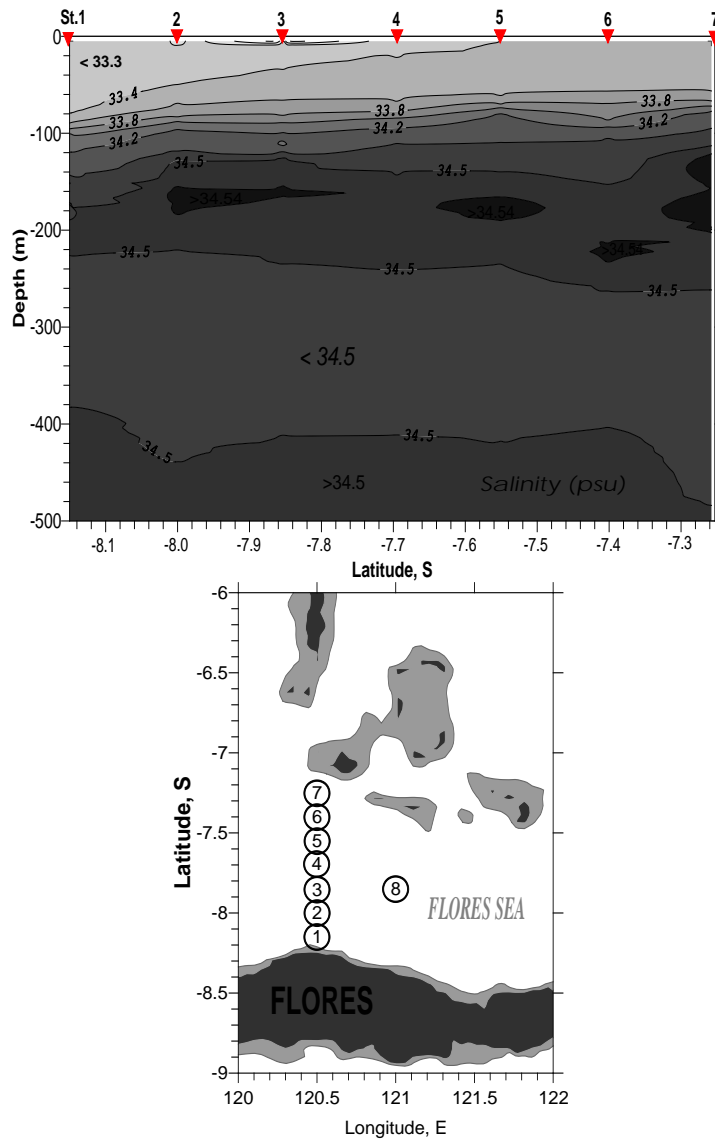 St.1 2 3 4 5 6 7
0
< 33.3
33.4 33.8
33.8 33.8
34.2 34.2
-100
34.2
34.5 34.5
>34.54 >34.54
-200
>34.54
34.5 34.5 34.5
Depth (m)
-300
< 34.5
-400
34.5 34.5
>34.5 Salinity (psu)
-500
-8.1 -8.0 -7.9 -7.8 -7.7 -7.6 -7.5 -7.4 -7.3
Latitude, S
-6
-6.5
-7
7
6
-7.5
5
4
3 8
FLORES SEA
-8
2
1
Latitude, S
-8.5
FLORES
-9
120 120.5 121 121.5 122
Longitude, E